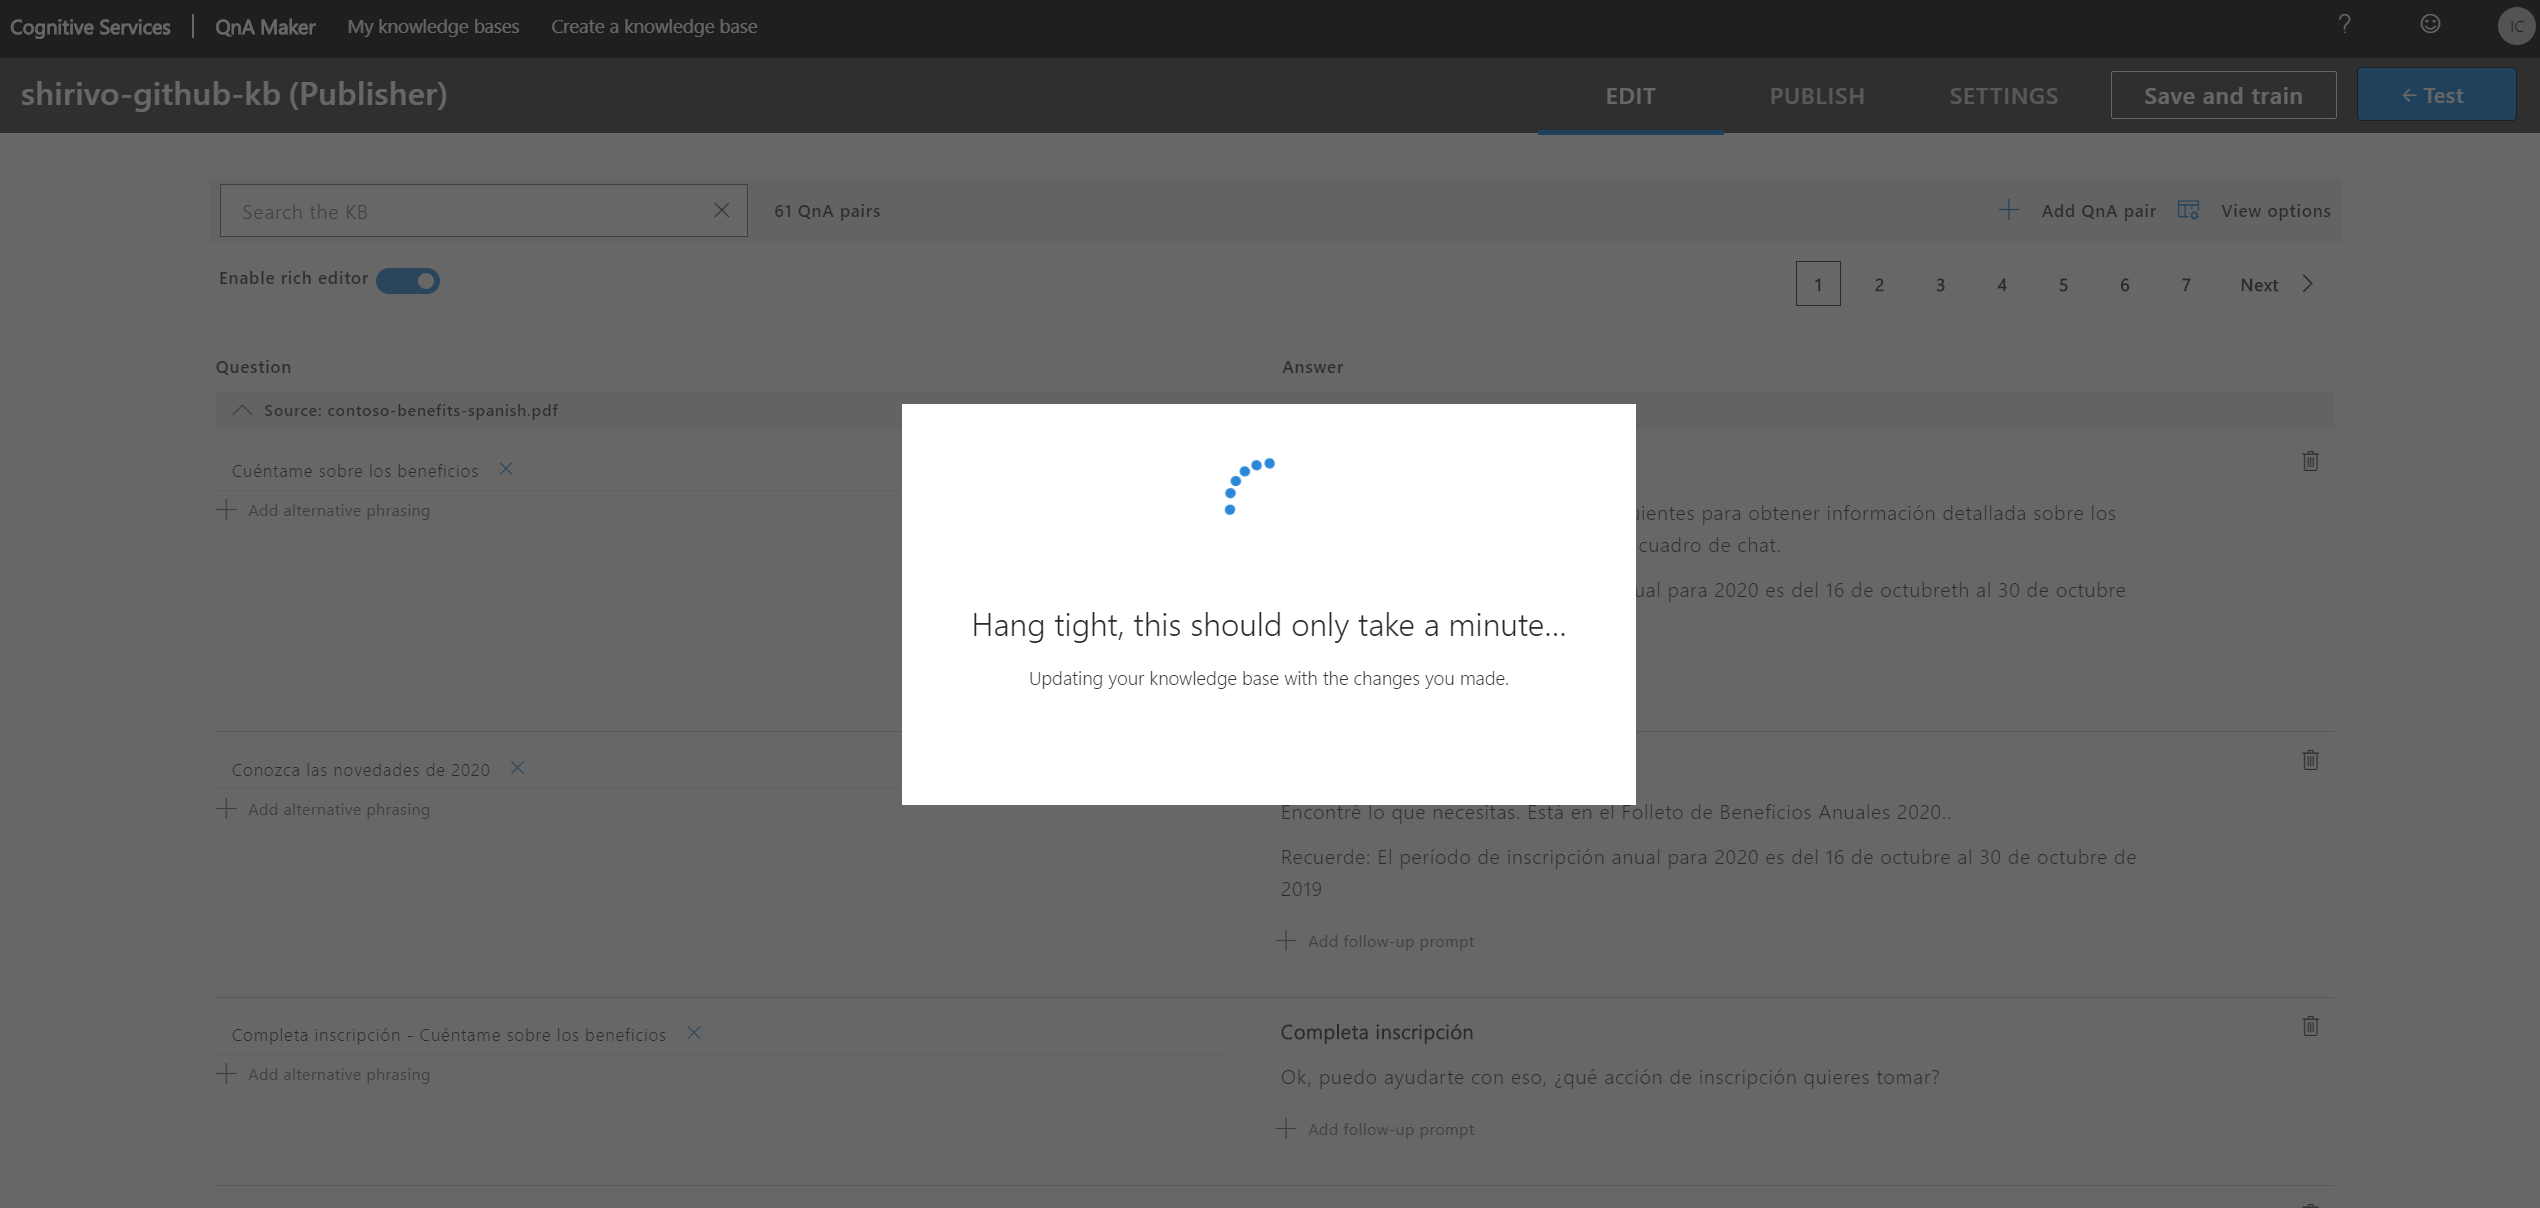 Cognitive Services | QnA Maker My knowledge bases Create a knowledge base ? IC
shirivo-github-kb (Publisher) EDIT PUBLISH SETTINGS Save and train ← Test
Search the KB 61 QnA pairs Add QnA pair View options
Enable rich editor 1 2 3 4 5 6 7 Next
Question Answer
Source: contoso-benefits-spanish.pdf
Cuéntame sobre los beneficios
Add alternative phrasing
para obtener información detallada sobre los
cuadro de chat.
para 2020 es del 16 de octubreth al 30 de octubre
Hang tight, this should only take a minute...
Updating your knowledge base with the changes you made.
Conozca las novedades de 2020
Add alternative phrasing
Encontré lo que necesitas. Está en el Folleto de Beneficios Anuales 2020..
Recuerde: El período de inscripción anual para 2020 es del 16 de octubre al 30 de octubre de
2019
Add follow-up prompt
Completa inscripción - Cuéntame sobre los beneficios
Add alternative phrasing
Completa inscripción
Ok, puedo ayudarte con eso, ¿qué acción de inscripción quieres tomar?
Add follow-up prompt